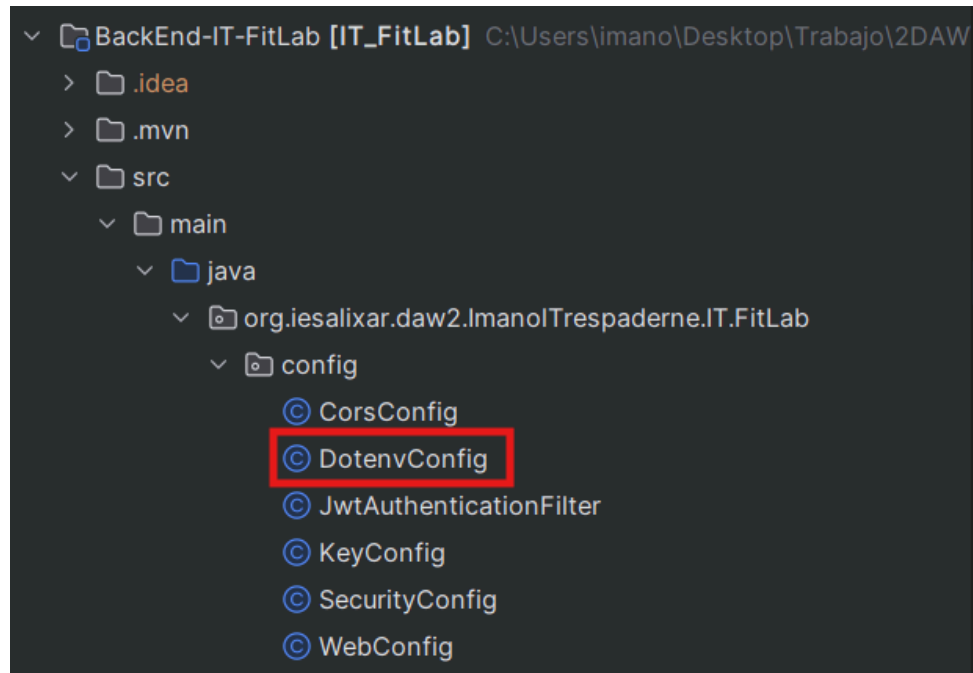 BackEnd-IT-FitLab [IT_FitLab] C:\Users\imano\Desktop\Trabajo\2DAW
.idea
.mvn
src
main
java
org.iesalixar.daw2.ImanolTrespaderne.IT.FitLab
config
CorsConfig
DotenvConfig
JwtAuthenticationFilter
KeyConfig
SecurityConfig
WebConfig